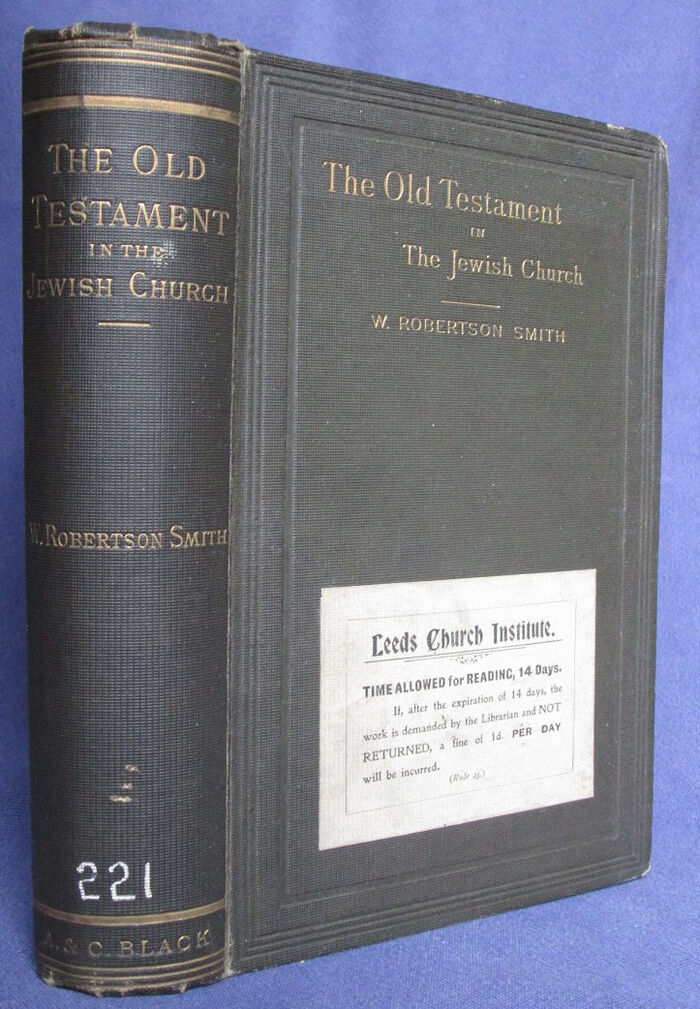 THE OLD
TESTAMENT
IN THE
JEWISH CHURCH
W. ROBERTSON SMITH
221
A. & C. BLACK
The Old Testament
IN
The Jewish Church
W. ROBERTSON SMITH
Leeds Church Institute.
TIME ALLOWED for READING, 14 Days.
If, after the expiration of 14 days, the
work is demanded by the Librarian and NOT
RETURNED, a fine of 1d. PER DAY
will be incurred.
(Rule 25.)